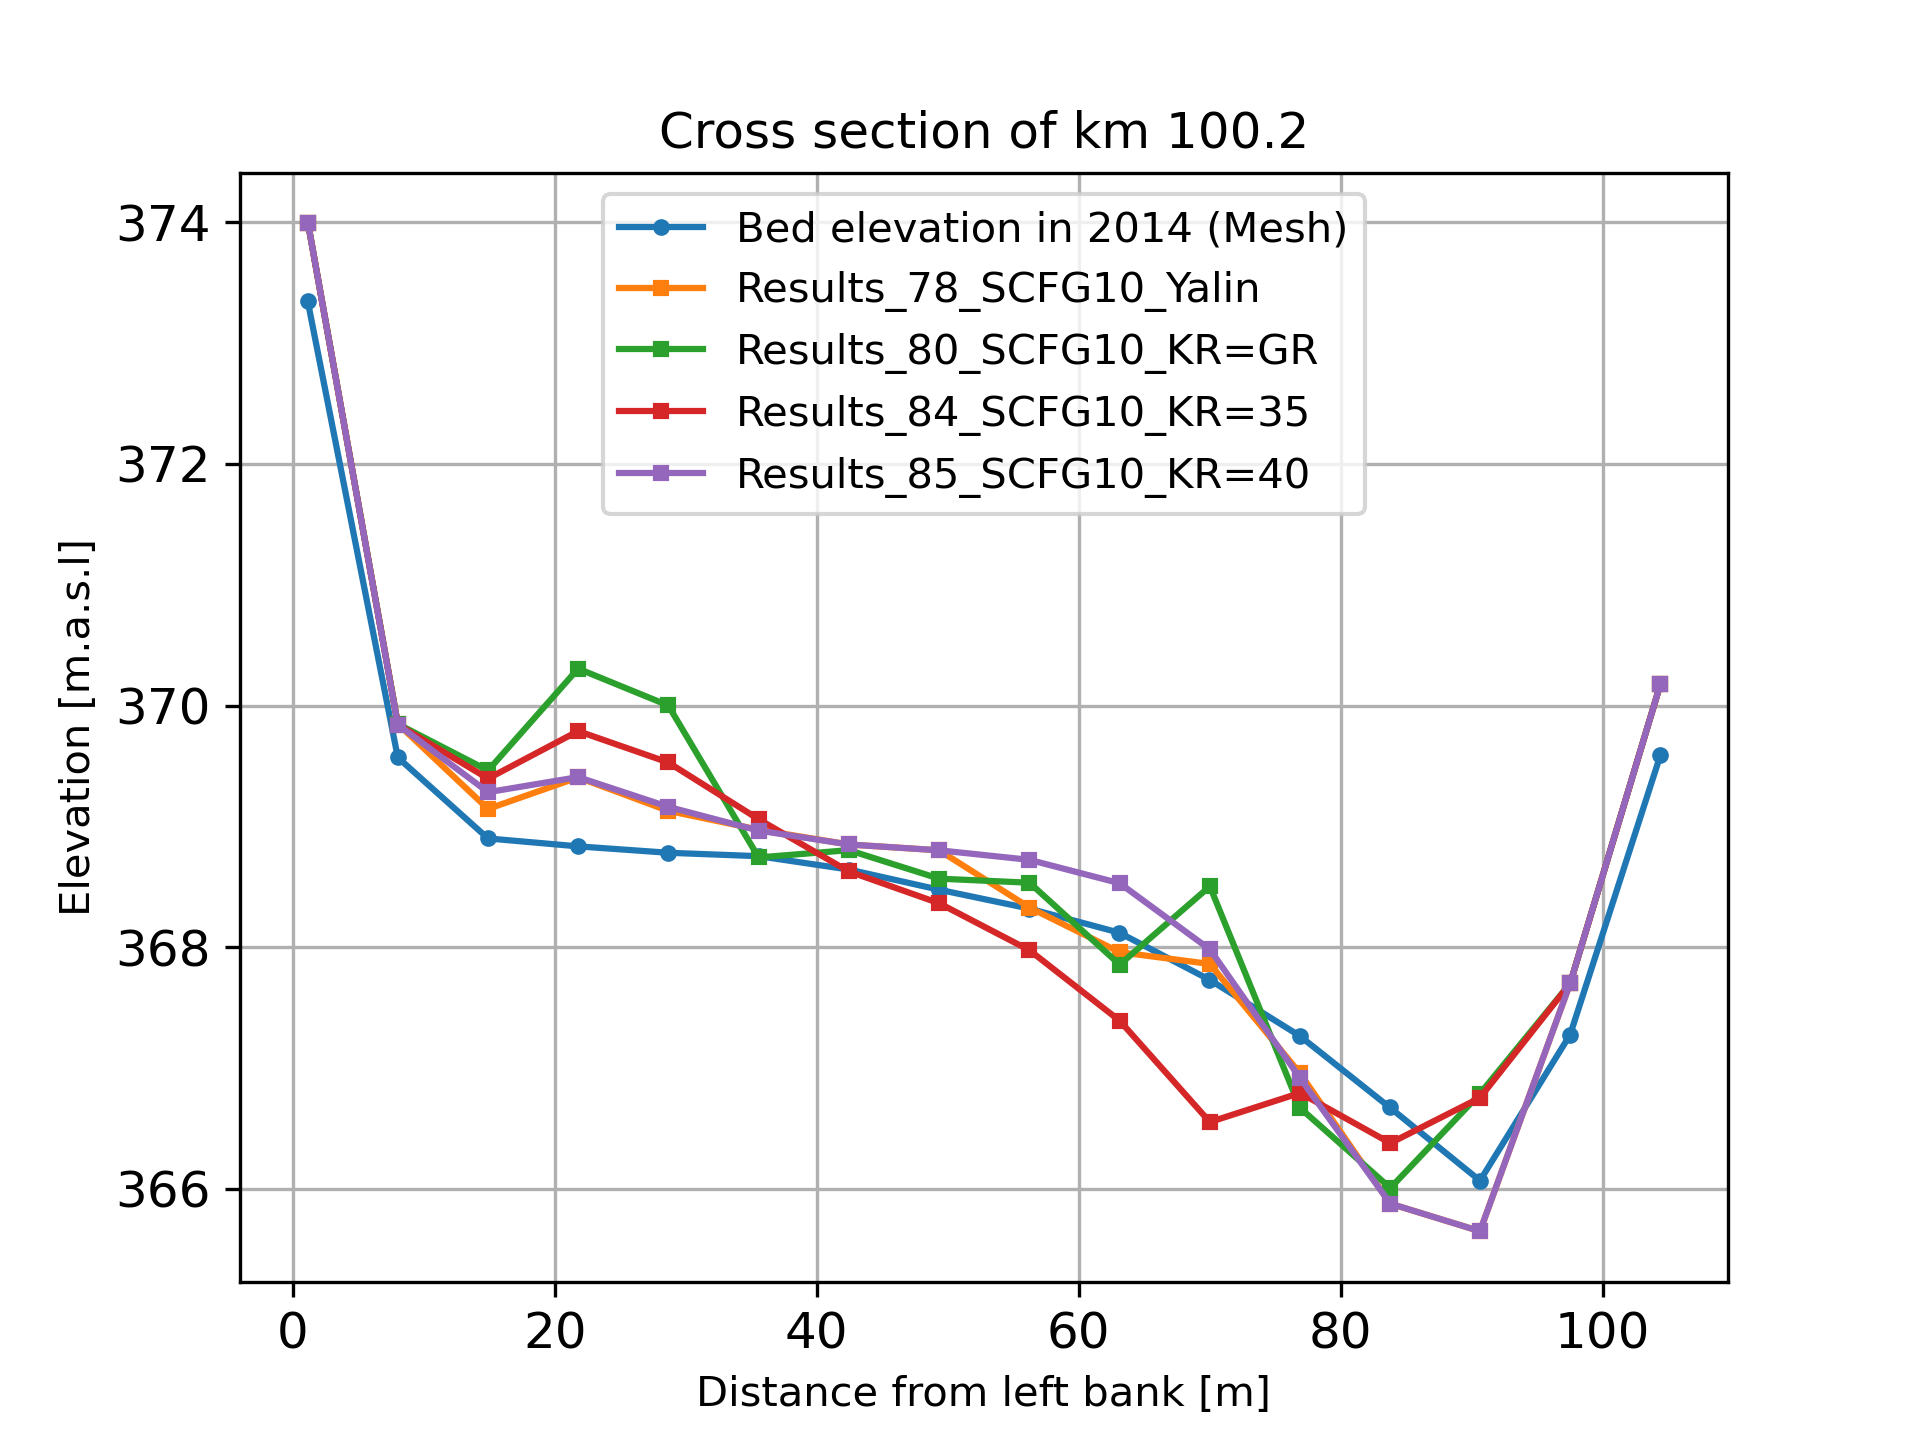 Cross section of km 100.2
Bed elevation in 2014 (Mesh)
Results_78_SCFG10_Yalin
Results_80_SCFG10_KR=GR
Results_84_SCFG10_KR=35
Results_85_SCFG10_KR=40
Elevation [m.a.s.l]
374
372
370
368
366
0 20 40 60 80 100
Distance from left bank [m]